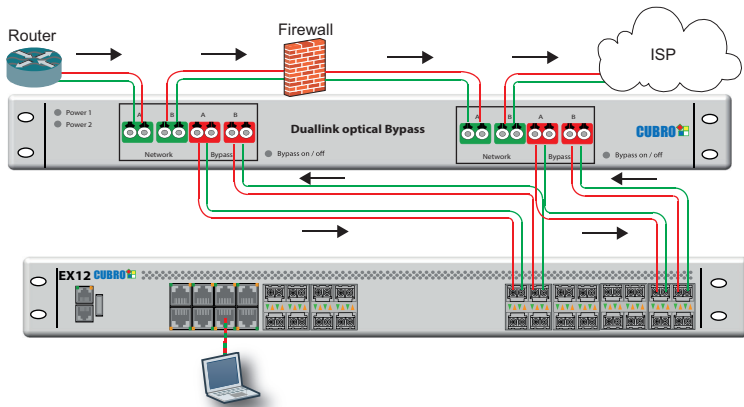 Router
Firewall
ISP
Power 1
Power 2
A
B
A
B
Network
Bypass
Bypass on / off
Duallink optical Bypass
A
B
A
B
Network
Bypass
Bypass on / off
CUBRO
EX12 CUBRO